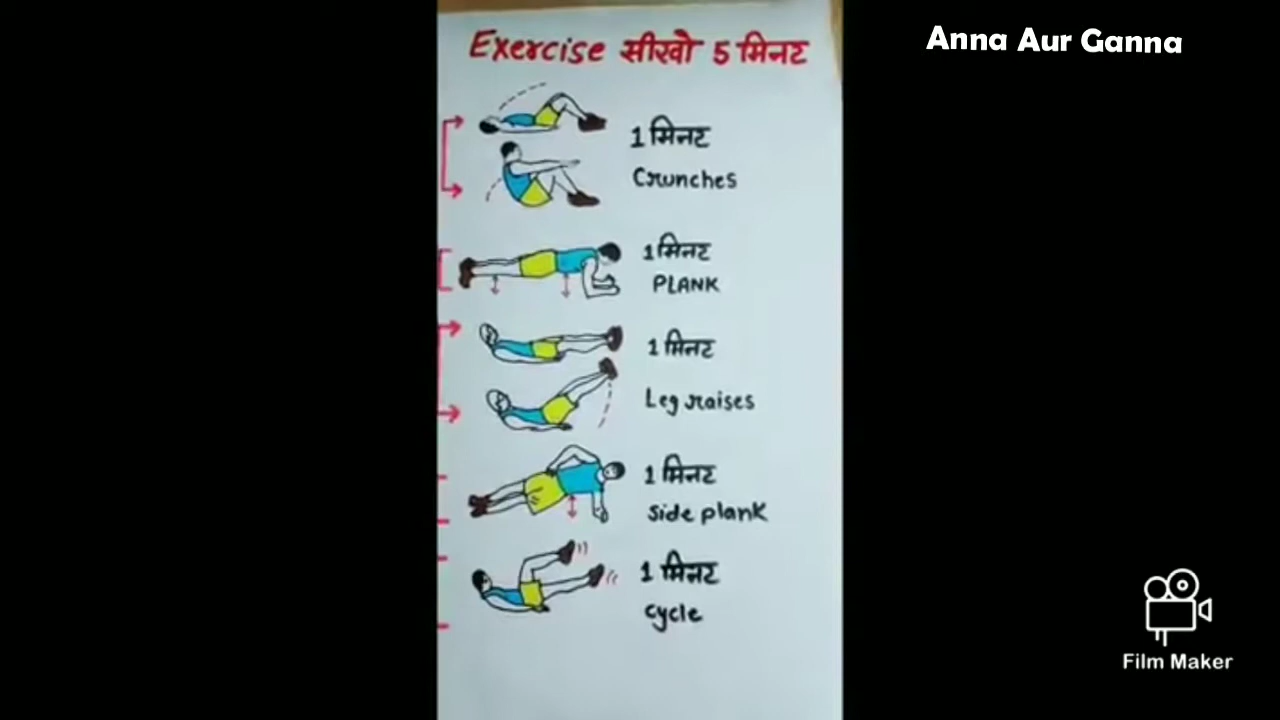 Exercise सीखो 5 मिनट
Anna Aur Ganna
1 मिनट
Crunches
1 मिनट
PLANK
1 मिनट
Leg raises
1 मिनट
Side plank
1 मिनट
Cycle
Film Maker